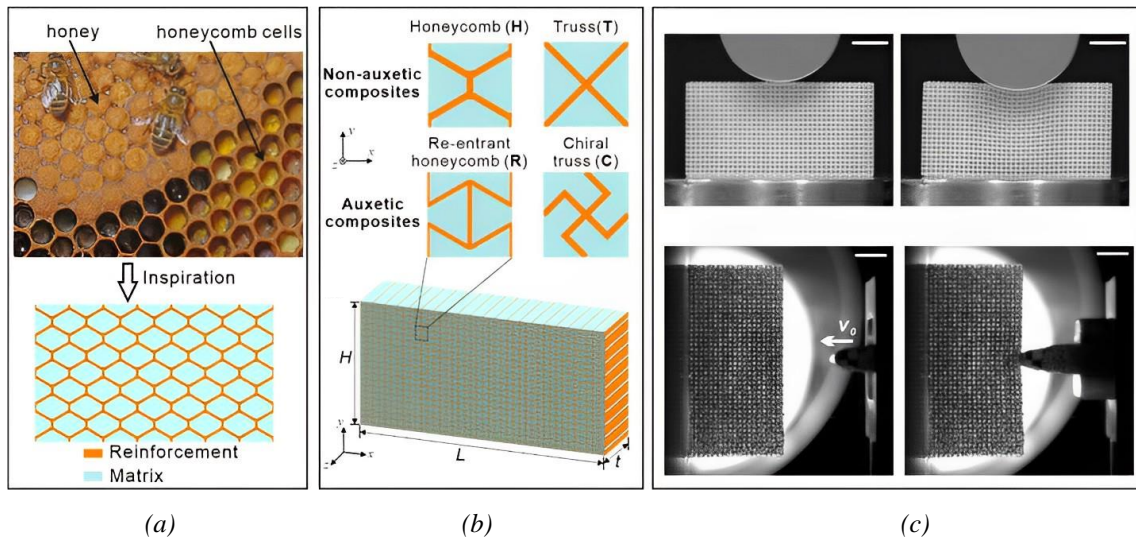 honey
honeycomb cells
Inspiration
Reinforcement
Matrix
(a)
Honeycomb (H)
Truss(T)
Non-auxetic
composites
y
z
x
Re-entrant
honeycomb (R)
Chiral
truss (C)
Auxetic
composites
H
L
t
y
z
x
(b)
V₀
(c)